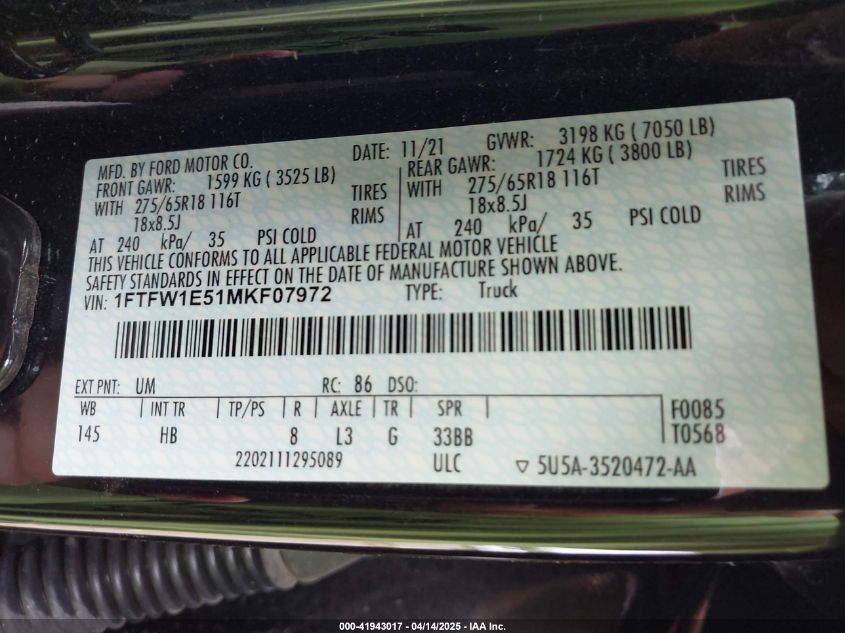 MFD. BY FORD MOTOR CO. DATE: 11/21 GVWR: 3198 KG ( 7050 LB)
FRONT GAWR: 1599 KG ( 3525 LB) REAR GAWR: 1724 KG ( 3800 LB)
WITH 275/65R18 116T TIRES WITH 275/65R18 116T TIRES
18x8.5J RIMS 18x8.5J RIMS
AT 240 kPa/ 35 PSI COLD AT 240 kPa/ 35 PSI COLD
THIS VEHICLE CONFORMS TO ALL APPLICABLE FEDERAL MOTOR VEHICLE
SAFETY STANDARDS IN EFFECT ON THE DATE OF MANUFACTURE SHOWN ABOVE.
VIN: 1FTFW1E51MKF07972 TYPE: Truck
EXT PNT: UM RC: 86 DSO:
WB INT TR TP/PS R AXLE TR SPR F0085
145 HB 8 L3 G 33BB T0568
2202111295089 ULC ▽ 5U5A-3520472-AA
000-41943017 - 04/14/2025 - IAA Inc.